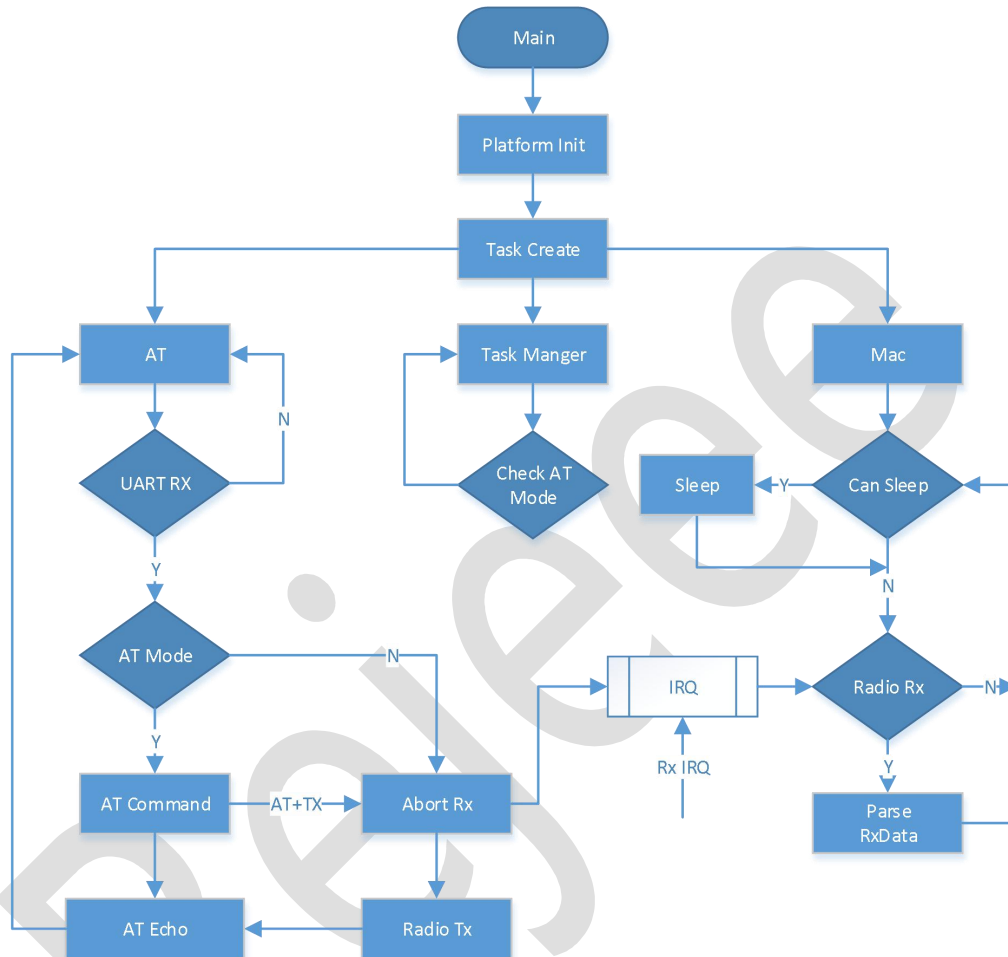 Main
Platform Init
Task Create
AT
Task Manger
Mac
N
UART RX
Check AT
Mode
Sleep
Y
Can Sleep
Y
N
AT Mode
N
IRQ
Radio Rx
N
Y
Rx IRQ
Y
AT Command
AT+TX
Abort Rx
Parse
RxData
AT Echo
Radio Tx
Rejeee